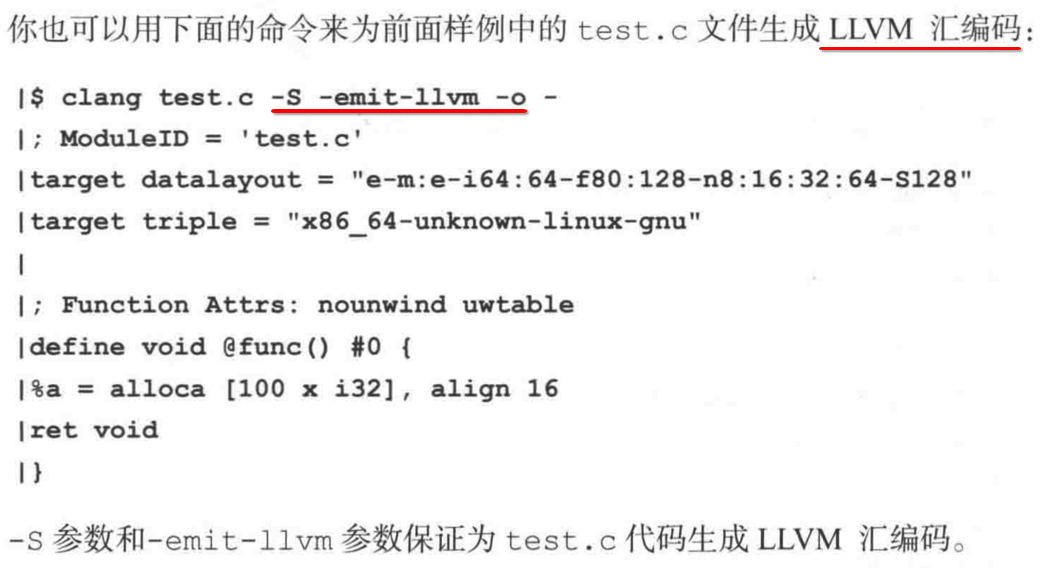 你也可以用下面的命令来为前面样例中的 test.c 文件生成 LLVM 汇编码:
|$ clang test.c -S -emit-llvm -o -
|; ModuleID = 'test.c'
|target datalayout = "e-m:e-i64:64-f80:128-n8:16:32:64-S128"
|target triple = "x86_64-unknown-linux-gnu"
|
|; Function Attrs: nounwind uwtable
|define void @func() #0 {
|%a = alloca [100 x i32], align 16
|ret void
|}
-S 参数和-emit-llvm 参数保证为 test.c 代码生成 LLVM 汇编码。